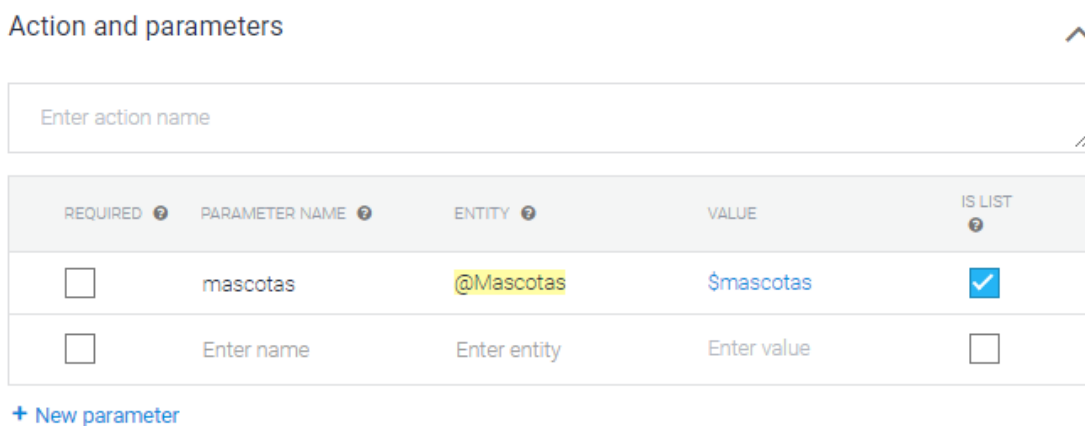 Action and parameters
Enter action name
REQUIRED PARAMETER NAME ENTITY VALUE IS LIST
mascotas @Mascotas $mascotas
Enter name Enter entity Enter value
+ New parameter